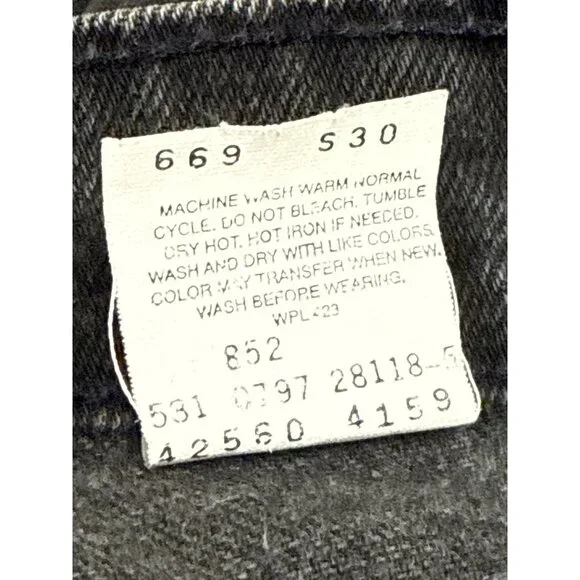 669 S30
MACHINE WASH WARM NORMAL
CYCLE. DO NOT BLEACH. TUMBLE
DRY HOT. HOT IRON IF NEEDED.
WASH AND DRY WITH LIKE COLORS.
COLOR MAY TRANSFER WHEN NEW.
WASH BEFORE WEARING.
WPL 423
852
531 0797 28118-5
42560 4159